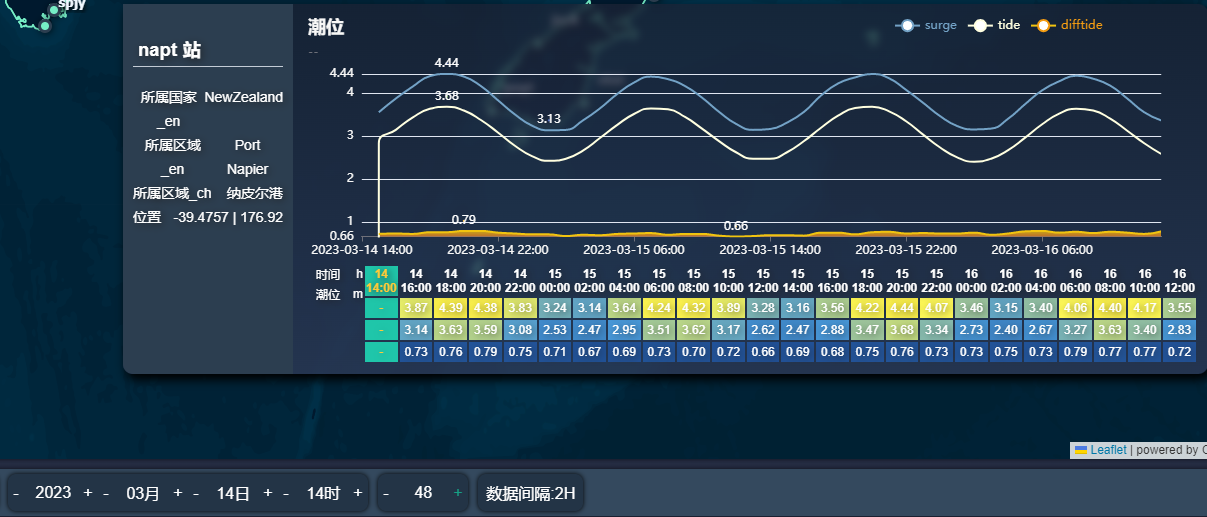 spjy
napt 站
所属国家 NewZealand
_en
所属区域 Port
_en Napier
所属区域_ch 纳皮尔港
位置 -39.4757 | 176.92
潮位
--
surge tide difftide
4.44
4
3
2
1
0.66
4.44
3.68
3.13
0.79
0.66
2023-03-14 14:00 2023-03-14 22:00 2023-03-15 06:00 2023-03-15 14:00 2023-03-15 22:00 2023-03-16 06:00
时间 h 14 14 14 14 14 15 15 15 15 15 15 15 15 15 15 15 15 16 16 16 16 16 16 16
14:00 16:00 18:00 20:00 22:00 00:00 02:00 04:00 06:00 08:00 10:00 12:00 14:00 16:00 18:00 20:00 22:00 00:00 02:00 04:00 06:00 08:00 10:00 12:00
潮位 m
- 3.87 4.39 4.38 3.83 3.24 3.14 3.64 4.24 4.32 3.89 3.28 3.16 3.56 4.22 4.44 4.07 3.46 3.15 3.40 4.06 4.40 4.17 3.55
- 3.14 3.63 3.59 3.08 2.53 2.47 2.95 3.51 3.62 3.17 2.62 2.47 2.88 3.47 3.68 3.34 2.73 2.40 2.67 3.27 3.63 3.40 2.83
- 0.73 0.76 0.79 0.75 0.71 0.67 0.69 0.73 0.70 0.72 0.66 0.69 0.68 0.75 0.76 0.73 0.73 0.75 0.73 0.79 0.77 0.77 0.72
Leaflet | powered by
- 2023 + - 03月 + - 14日 + - 14时 + - 48 + 数据间隔:2H